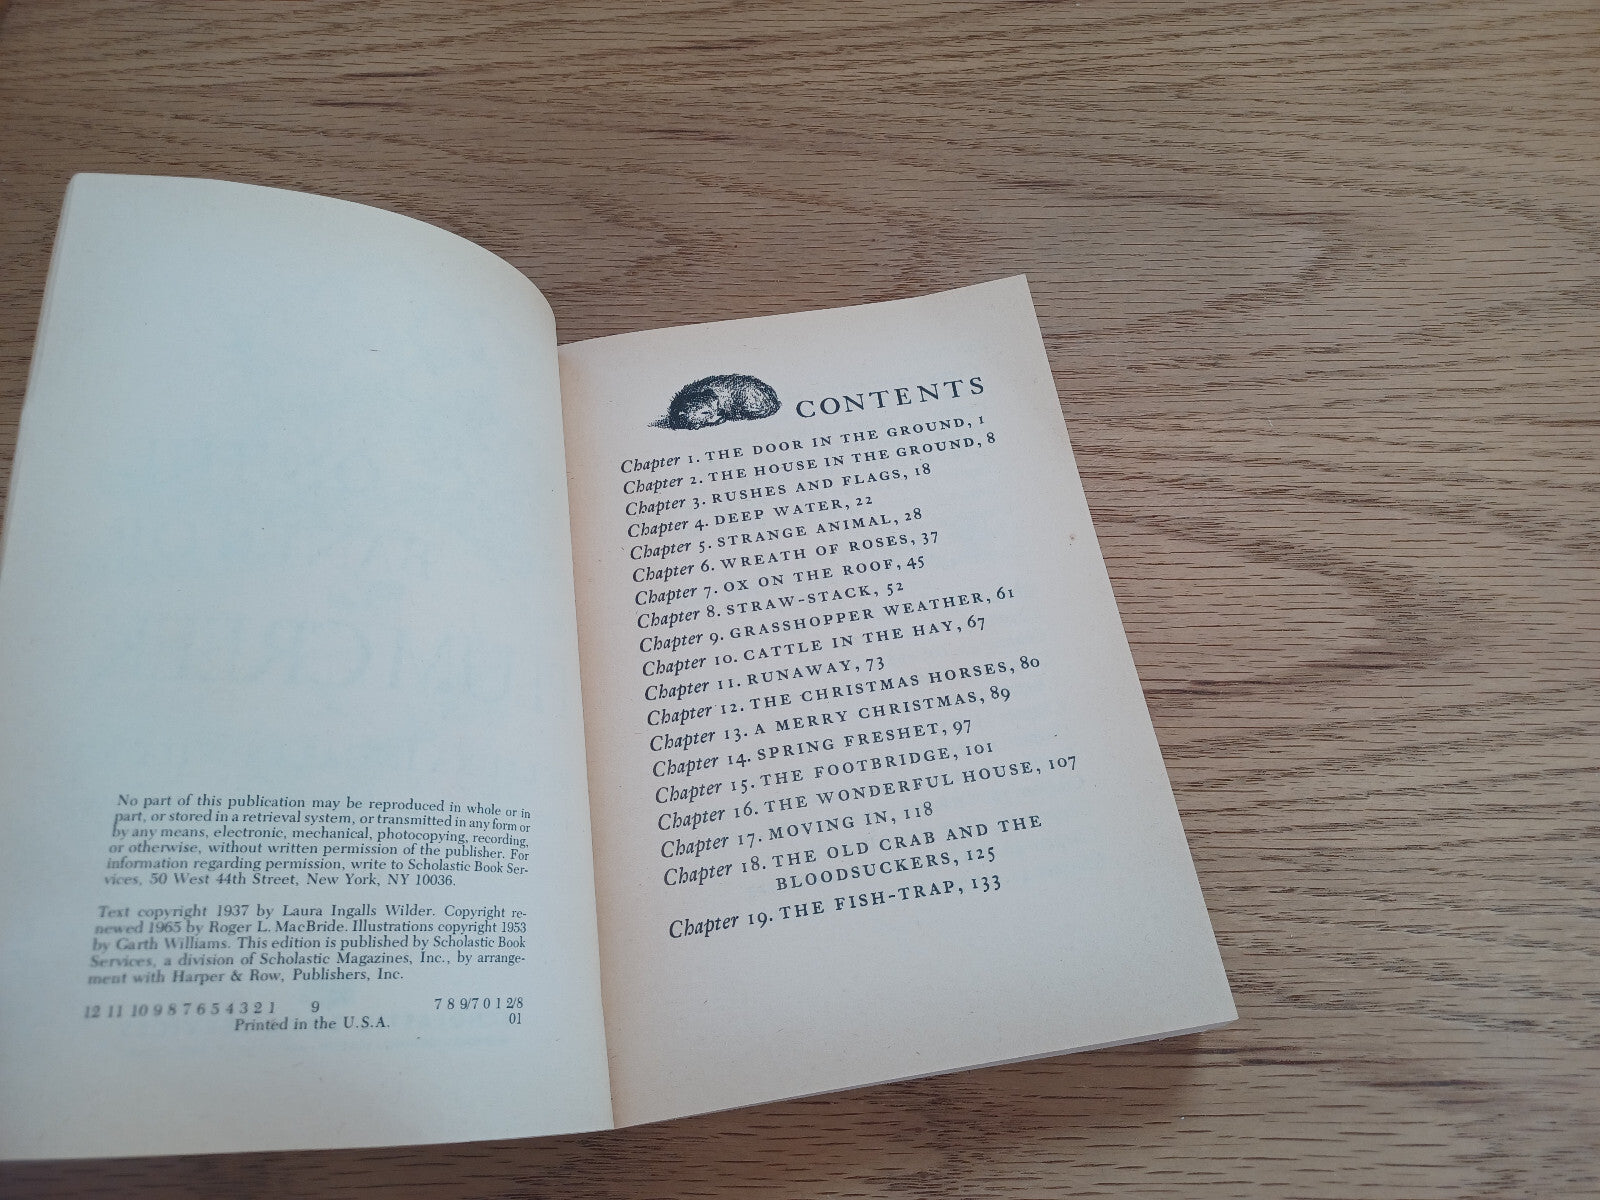 No part of this publication may be reproduced in whole or in
part, or stored in a retrieval system, or transmitted in any form or
by any means, electronic, mechanical, photocopying, recording,
or otherwise, without written permission of the publisher. For
information regarding permission, write to Scholastic Book Ser-
vices, 50 West 44th Street, New York, NY 10036.
Text copyright 1937 by Laura Ingalls Wilder. Copyright re-
newed 1965 by Roger L. MacBride. Illustrations copyright 1953
by Garth Williams. This edition is published by Scholastic Book
Services, a division of Scholastic Magazines, Inc., by arrange-
ment with Harper & Row, Publishers, Inc.
12 11 10 9 8 7 6 5 4 3 2 1 9 7 8 9/7 0 1 2/8
Printed in the U.S.A. 01
CONTENTS
Chapter 1. THE DOOR IN THE GROUND, 1
Chapter 2. THE HOUSE IN THE GROUND, 8
Chapter 3. RUSHES AND FLAGS, 18
Chapter 4. DEEP WATER, 22
Chapter 5. STRANGE ANIMAL, 28
Chapter 6. WREATH OF ROSES, 37
Chapter 7. OX ON THE ROOF, 45
Chapter 8. STRAW-STACK, 52
Chapter 9. GRASSHOPPER WEATHER, 61
Chapter 10. CATTLE IN THE HAY, 67
Chapter 11. RUNAWAY, 73
Chapter 12. THE CHRISTMAS HORSES, 80
Chapter 13. A MERRY CHRISTMAS, 89
Chapter 14. SPRING FRESHET, 97
Chapter 15. THE FOOTBRIDGE, 101
Chapter 16. THE WONDERFUL HOUSE, 107
Chapter 17. MOVING IN, 118
Chapter 18. THE OLD CRAB AND THE
BLOODSUCKERS, 125
Chapter 19. THE FISH-TRAP, 133